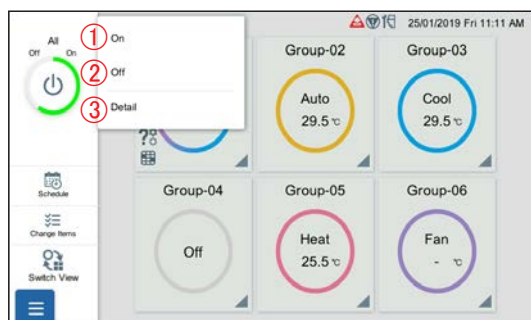 25/01/2019 Fri 11:11 AM
All
Off On
① On
② Off
③ Detail
Group-02
Auto
29.5 ℃
Group-03
Cool
29.5 ℃
Schedule
Change Items
Switch View
Group-04
Off
Group-05
Heat
25.5 ℃
Group-06
Fan
- ℃